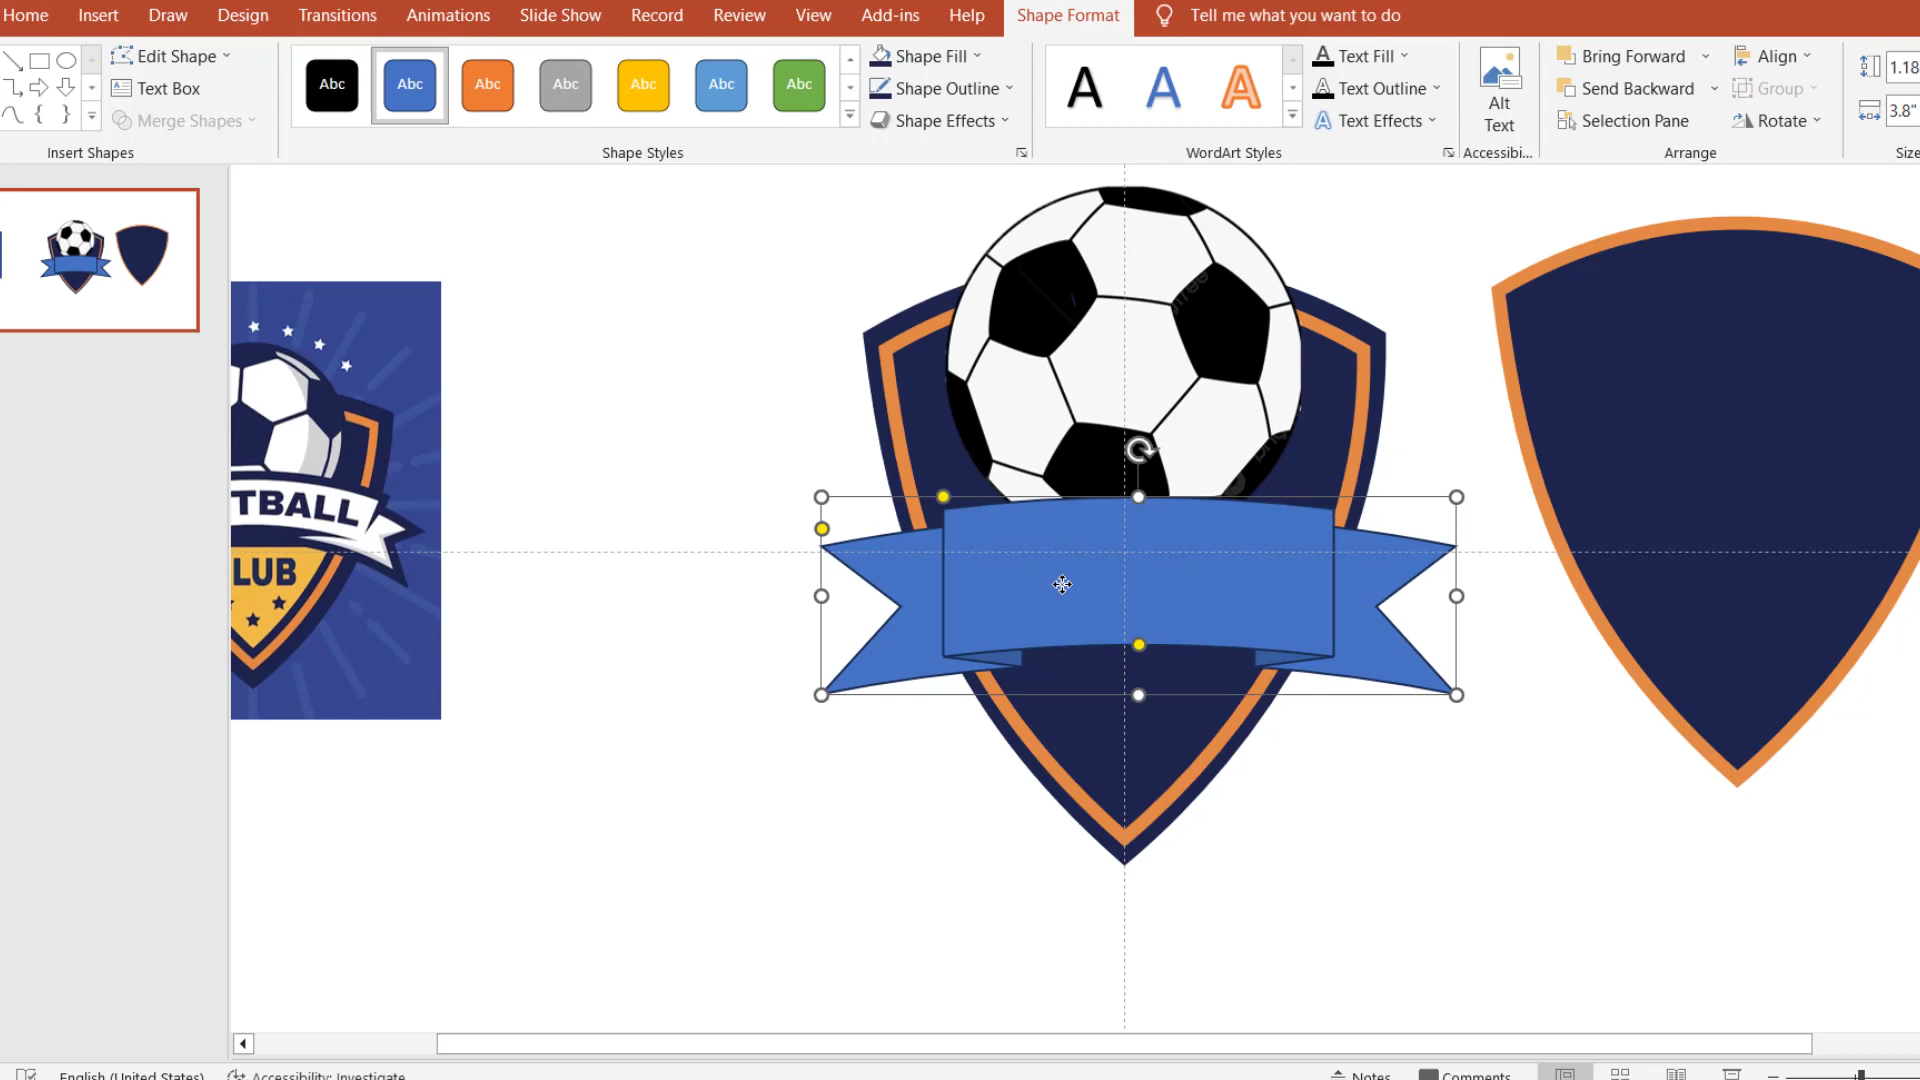 Home Insert Draw Design Transitions Animations Slide Show Record Review View Add-ins Help Shape Format Tell me what you want to do
Edit Shape
Text Box
Merge Shapes
Insert Shapes
Abc Abc Abc Abc Abc Abc Abc
Shape Fill
Shape Outline
Shape Effects
Shape Styles
A A A
Text Fill
Text Outline
Text Effects
WordArt Styles
Alt
Text
Accessibi...
Bring Forward
Send Backward
Selection Pane
Align
Group
Rotate
Arrange
1.18
3.8"
Size
TBALL
LUB
English (United States)
Accessibility: Investigate
Notes
Comments